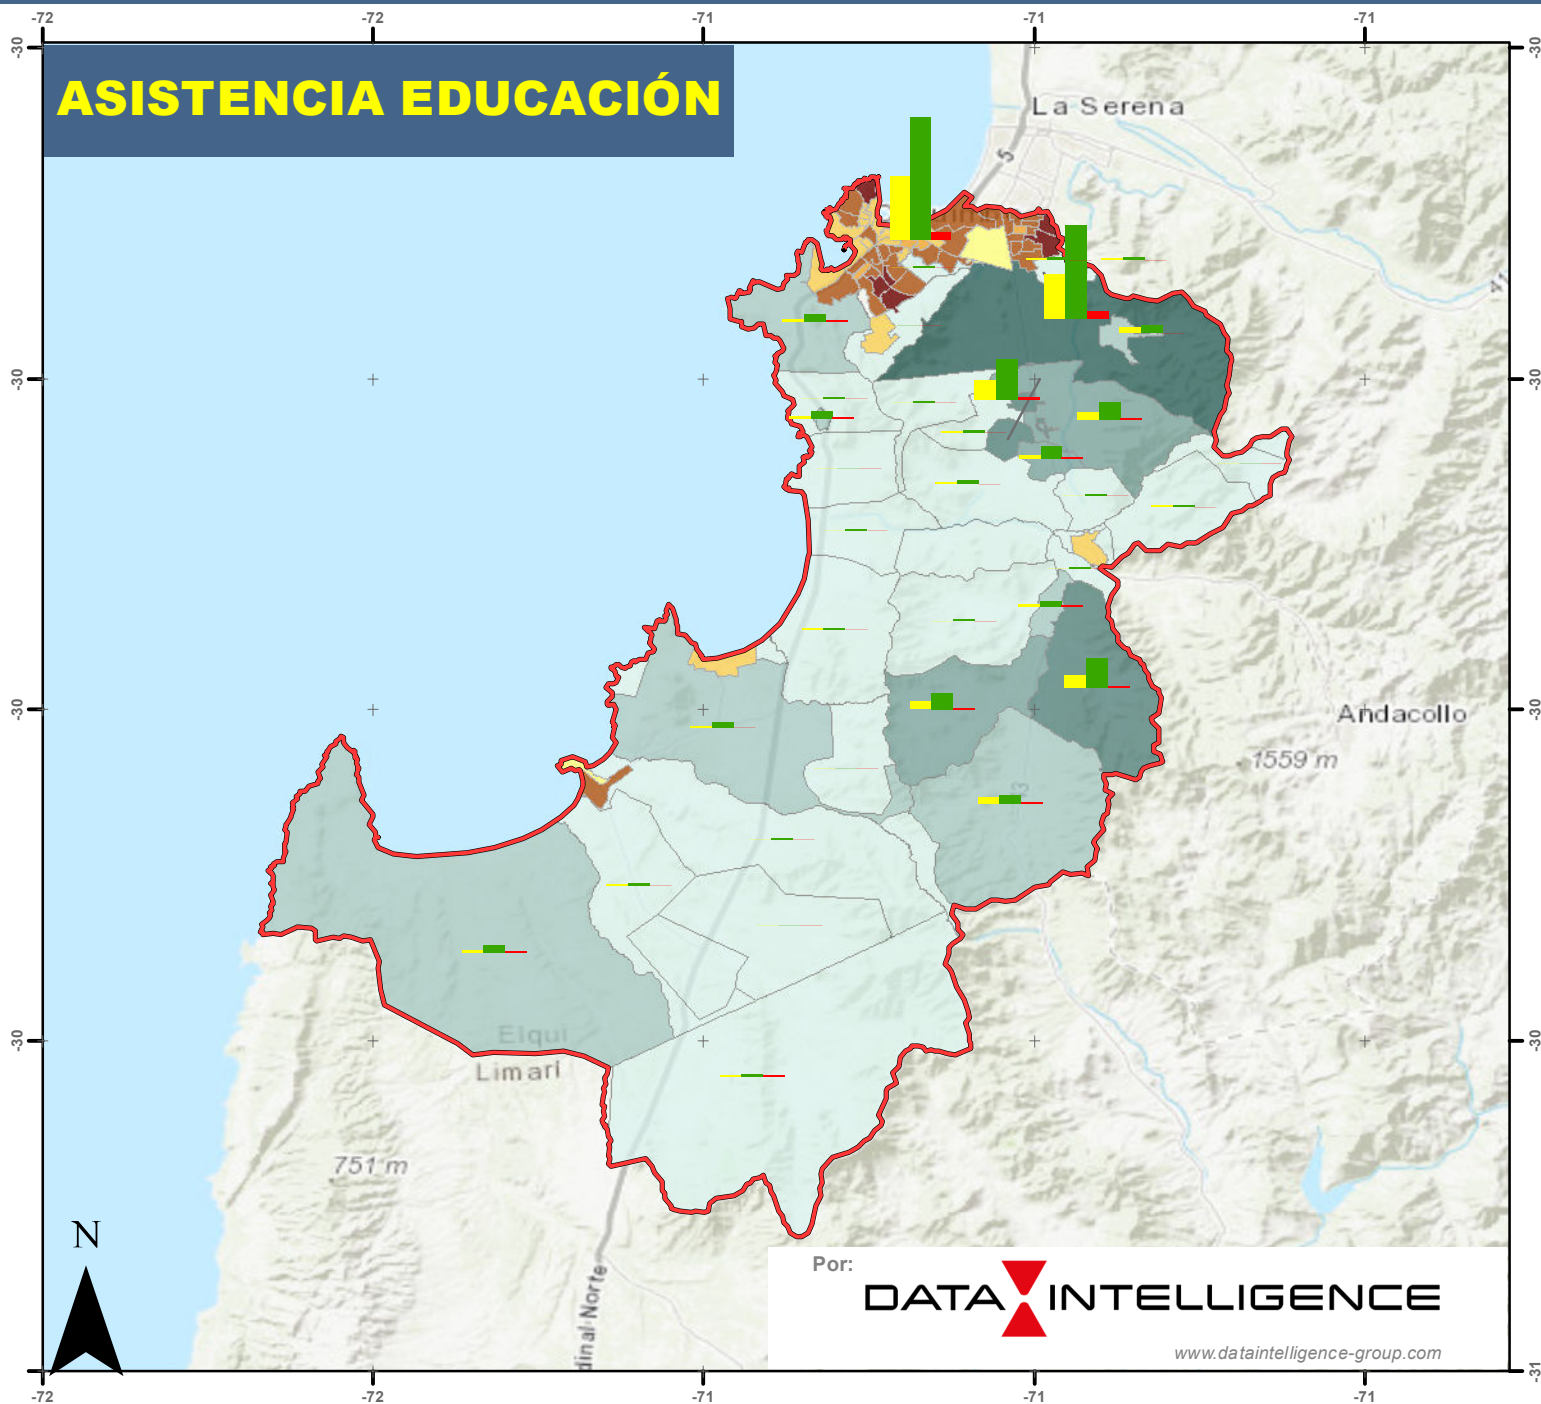 -72 -72 -71 -71 -71
-30 -30
ASISTENCIA EDUCACIÓN
La Serena
5
41
-30 -30
-30 -30
Andacollo
1559 m
-30 -30
Elqui
Limarí
751 m
N
dinal Norte
Por:
DATA INTELLIGENCE
www.dataintelligence-group.com
-31
-72 -72 -71 -71 -71